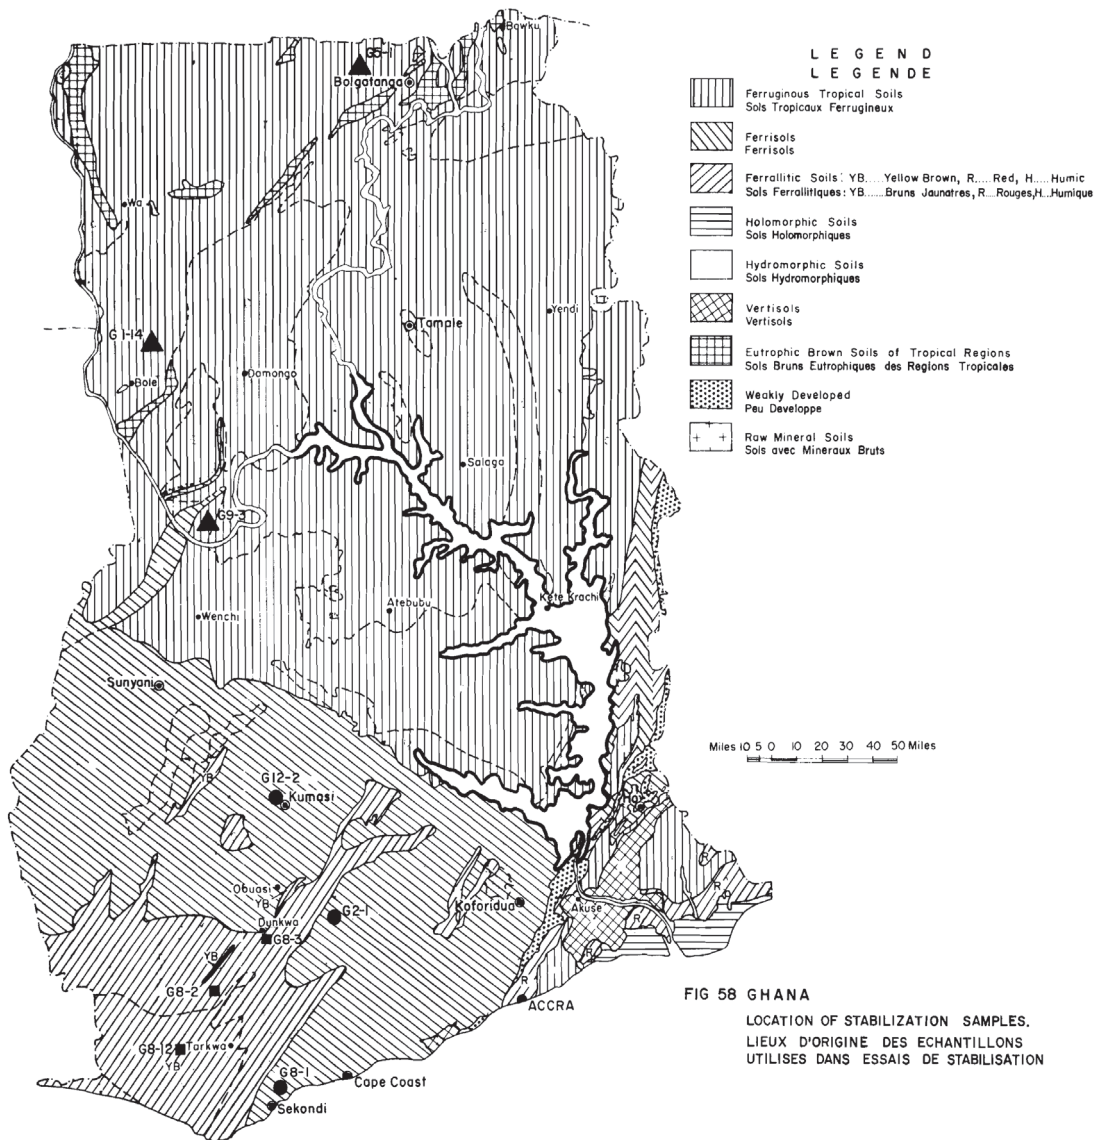 Bawku
G5-1
Bolgatanga
Wa
G 1-14
Tamale
Yendi
Bole
Damongo
Salaga
G9-3
Kete Krachi
Atebubu
Wenchi
Sunyani
YB
G12-2
Kumasi
Ho
R
Obuasi
YB
Koforidua
Akuse
R
R
G2-1
Dunkwa
G8-3
R
YB
R
G8-2
ACCRA
G8-12
Tarkwa
YB
G8-1
Cape Coast
Sekondi
L E G E N D
L E G E N D E
Ferruginous Tropical Soils
Sols Tropicaux Ferrugineux
Ferrisols
Ferrisols
Ferrallitic Soils: YB.....Yellow Brown, R.....Red, H.....Humic
Sols Ferrallitiques: YB.......Bruns Jaunatres, R....Rouges,H...Humique
Holomorphic Soils
Sols Holomorphiques
Hydromorphic Soils
Sols Hydromorphiques
Vertisols
Vertisols
Eutrophic Brown Soils of Tropical Regions
Sols Bruns Eutrophiques des Regions Tropicales
Weakly Developed
Peu Developpe
Raw Mineral Soils
Sols avec Mineraux Bruts
Miles 10 5 0 10 20 30 40 50 Miles
FIG 58 GHANA
LOCATION OF STABILIZATION SAMPLES.
LIEUX D'ORIGINE DES ECHANTILLONS
UTILISES DANS ESSAIS DE STABILISATION